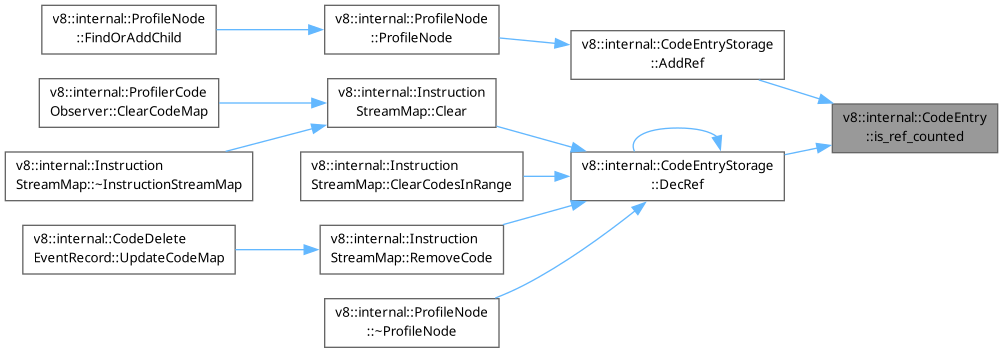 v8::internal::ProfileNode
::FindOrAddChild
v8::internal::ProfileNode
::ProfileNode
v8::internal::CodeEntryStorage
::AddRef
v8::internal::ProfilerCode
Observer::ClearCodeMap
v8::internal::Instruction
StreamMap::Clear
v8::internal::CodeEntry
::is_ref_counted
v8::internal::Instruction
StreamMap::~InstructionStreamMap
v8::internal::Instruction
StreamMap::ClearCodesInRange
v8::internal::CodeEntryStorage
::DecRef
v8::internal::CodeDelete
EventRecord::UpdateCodeMap
v8::internal::Instruction
StreamMap::RemoveCode
v8::internal::ProfileNode
::~ProfileNode